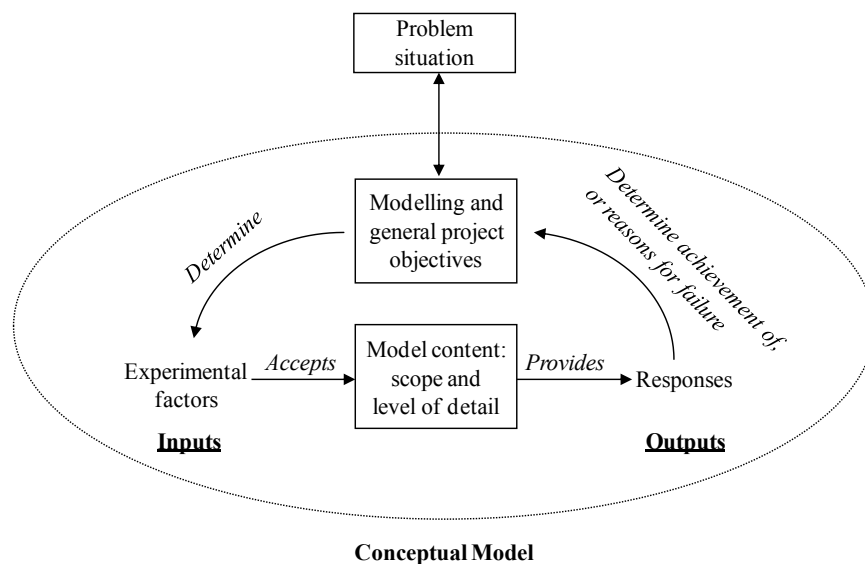 Problem
situation
Modelling and
general project
objectives
Determine
Determine achievement of,
or reasons for failure
Experimental
factors
Accepts
Model content:
scope and
level of detail
Provides
Responses
Inputs
Outputs
Conceptual Model